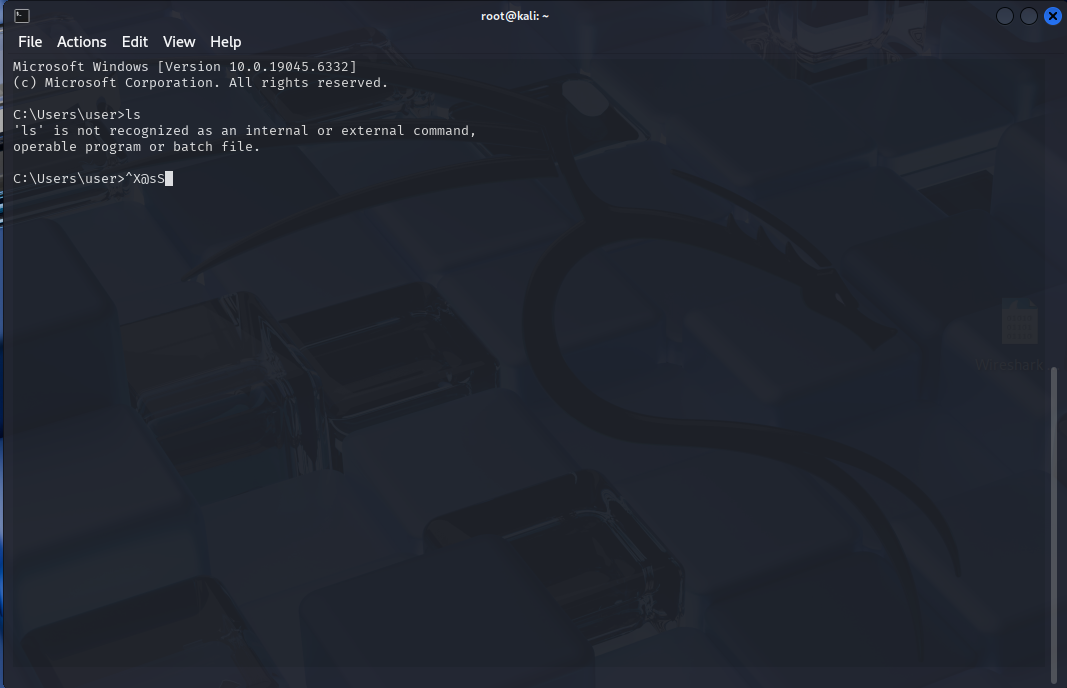 root@kali: ~
File Actions Edit View Help
Microsoft Windows [Version 10.0.19045.6332]
(c) Microsoft Corporation. All rights reserved.
C:\Users\user>ls
'ls' is not recognized as an internal or external command,
operable program or batch file.
C:\Users\user>^X@sS
Wireshark